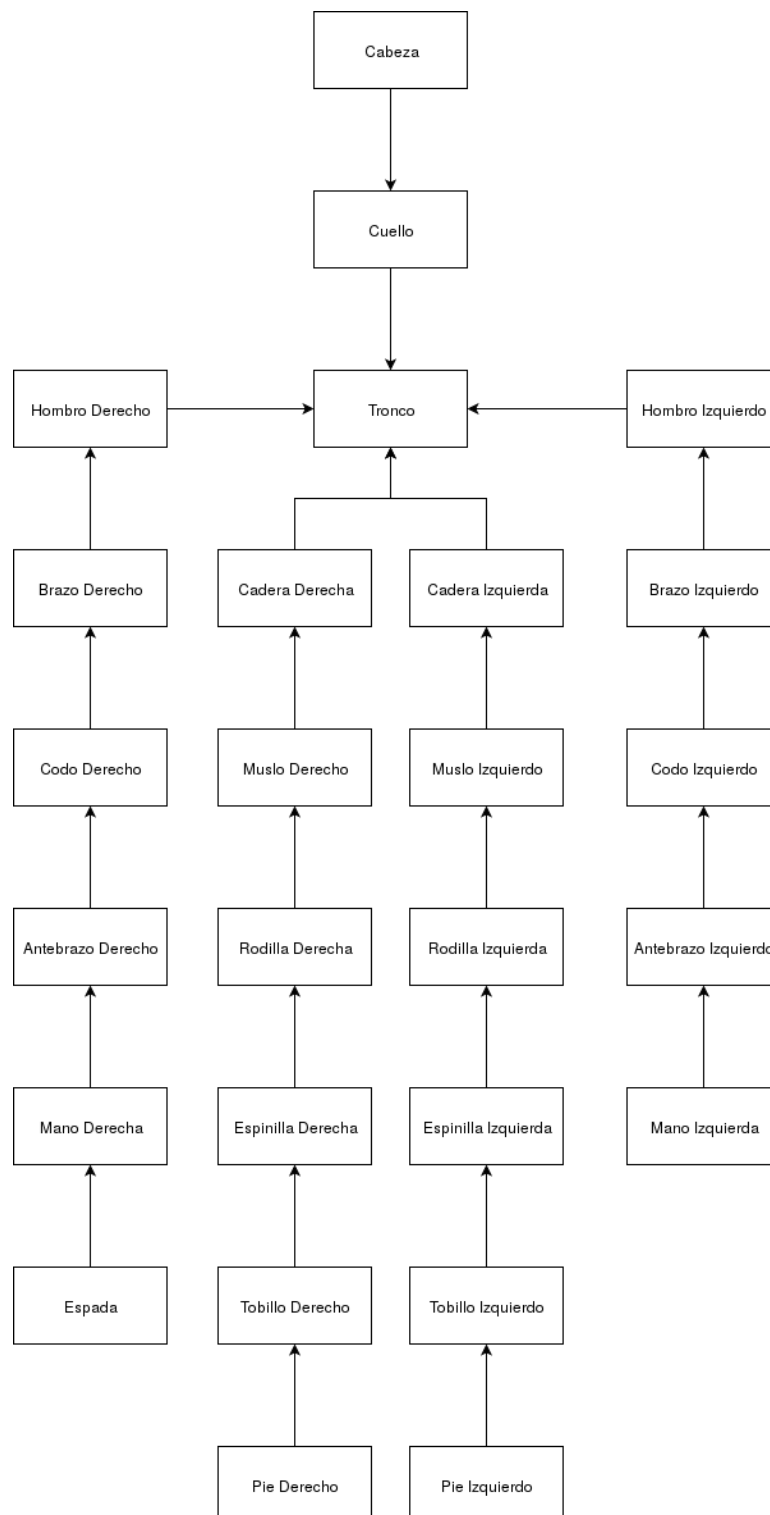 Cabeza
Cuello
Hombro Derecho
Tronco
Hombro Izquierdo
Brazo Derecho
Cadera Derecha
Cadera Izquierda
Brazo Izquierdo
Codo Derecho
Muslo Derecho
Muslo Izquierdo
Codo Izquierdo
Antebrazo Derecho
Rodilla Derecha
Rodilla Izquierda
Antebrazo Izquierdo
Mano Derecha
Espinilla Derecha
Espinilla Izquierda
Mano Izquierda
Espada
Tobillo Derecho
Tobillo Izquierdo
Pie Derecho
Pie Izquierdo